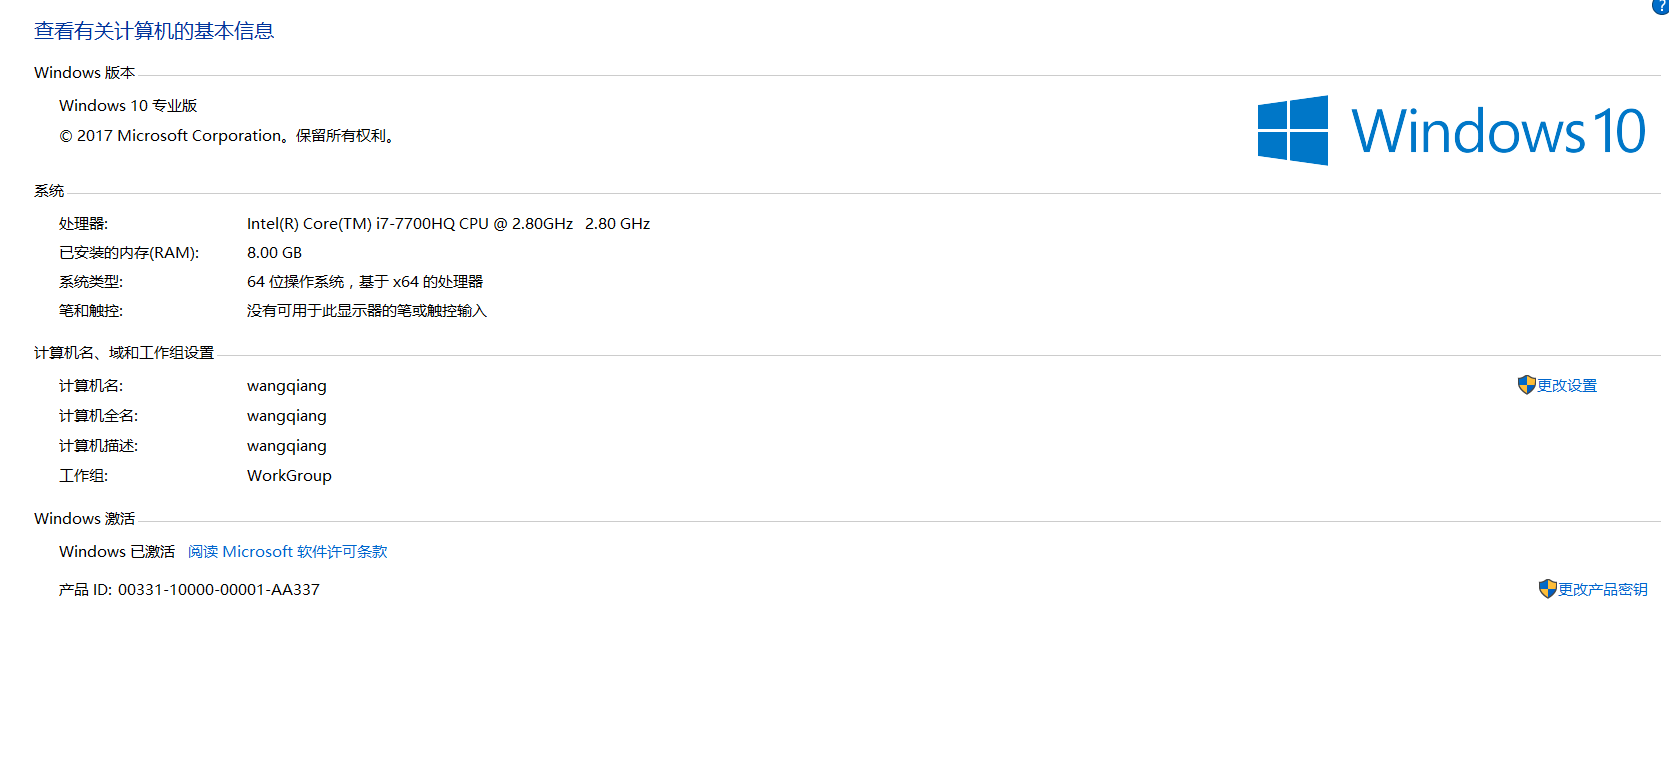 ?
查看有关计算机的基本信息
Windows 版本
Windows 10 专业版
© 2017 Microsoft Corporation。保留所有权利。
Windows 10
系统
处理器: Intel(R) Core(TM) i7-7700HQ CPU @ 2.80GHz 2.80 GHz
已安装的内存(RAM): 8.00 GB
系统类型: 64 位操作系统，基于 x64 的处理器
笔和触控: 没有可用于此显示器的笔或触控输入
计算机名、域和工作组设置
计算机名: wangqiang 更改设置
计算机全名: wangqiang
计算机描述: wangqiang
工作组: WorkGroup
Windows 激活
Windows 已激活 阅读 Microsoft 软件许可条款
产品 ID: 00331-10000-00001-AA337 更改产品密钥